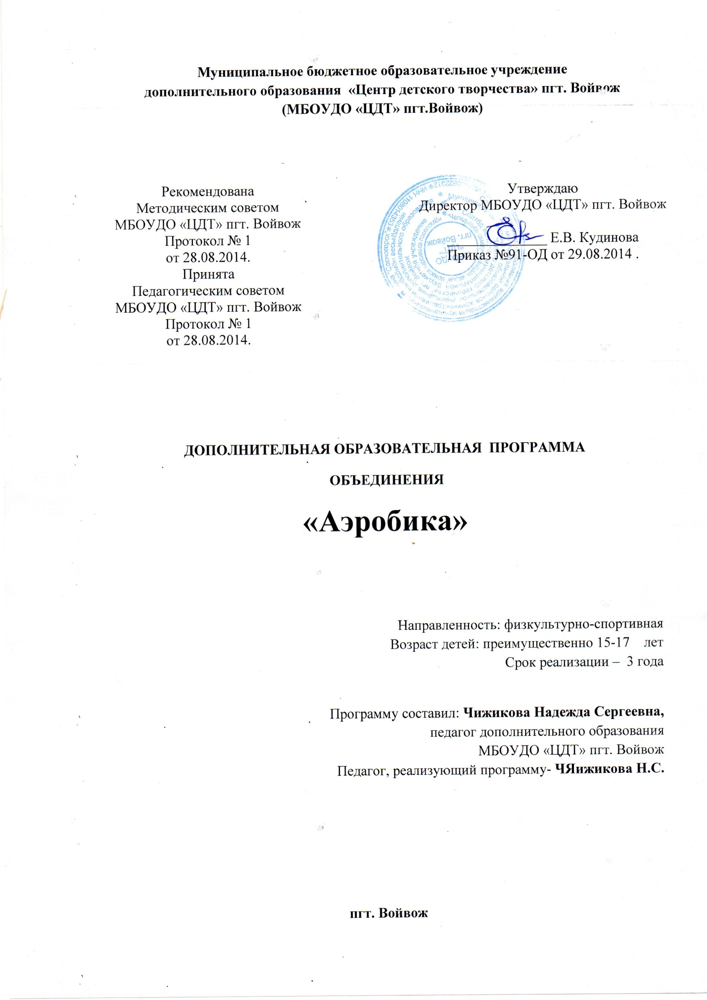 Муниципальное бюджетное образовательное учреждение
дополнительного образования «Центр детского творчества» пгт. Войвож
(МБОУДО «ЦДТ» пгт.Войвож)
Рекомендована
Методическим советом
МБОУДО «ЦДТ» пгт. Войвож
Протокол № 1
от 28.08.2014.
Принята
Педагогическим советом
МБОУДО «ЦДТ» пгт. Войвож
Протокол № 1
от 28.08.2014.
Утверждаю
Директор МБОУДО «ЦДТ» пгт. Войвож
Е.В. Кудинова
Приказ №91-ОД от 29.08.2014 .
МБОУДО
"ЦДТ"
пгт. Войвож
ДОПОЛНИТЕЛЬНАЯ ОБРАЗОВАТЕЛЬНАЯ ПРОГРАММА
ОБЪЕДИНЕНИЯ
«Аэробика»
Направленность: физкультурно-спортивная
Возраст детей: преимущественно 15-17 лет
Срок реализации – 3 года
Программу составил: Чижикова Надежда Сергеевна,
педагог дополнительного образования
МБОУДО «ЦДТ» пгт. Войвож
Педагог, реализующий программу- ЧЯижикова Н.С.
пгт. Войвож